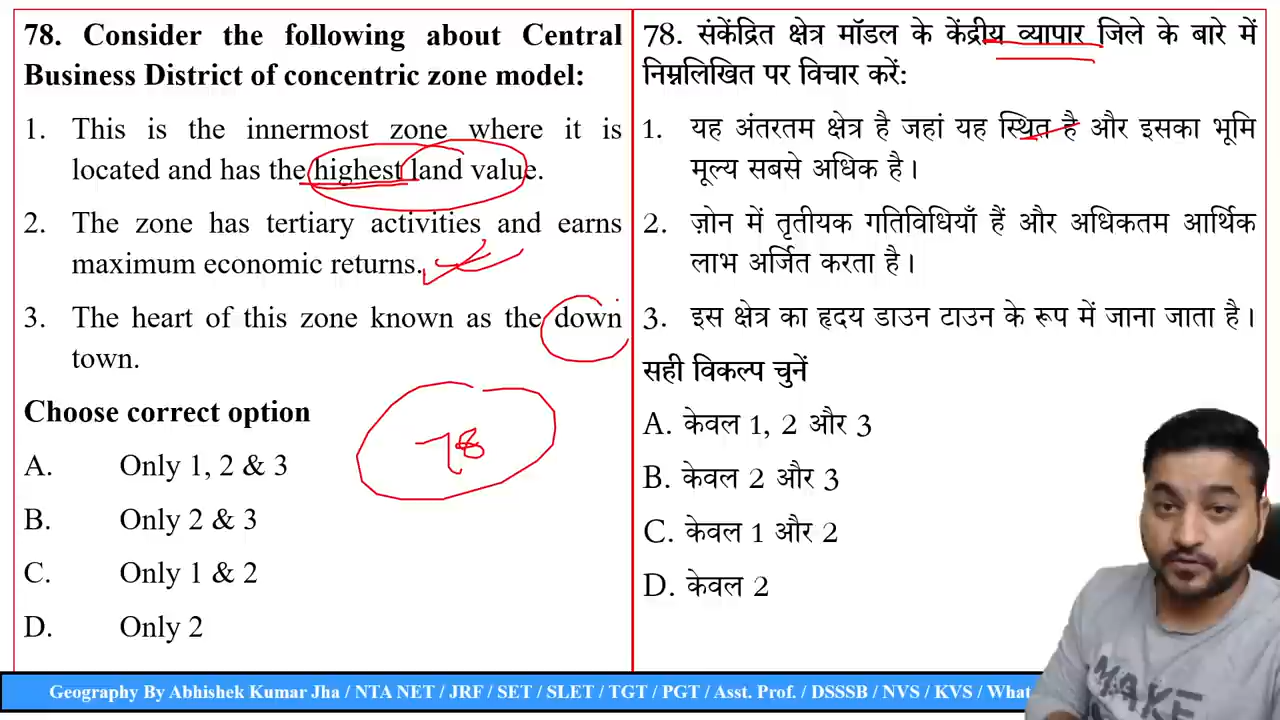 78. Consider the following about Central
Business District of concentric zone model:
1. This is the innermost zone where it is
located and has the highest land value.
2. The zone has tertiary activities and earns
maximum economic returns.
3. The heart of this zone known as the down
town.
Choose correct option
A. Only 1, 2 & 3
B. Only 2 & 3
C. Only 1 & 2
D. Only 2
78
78. संकेंद्रित क्षेत्र मॉडल के केंद्रीय व्यापार जिले के बारे में
निम्नलिखित पर विचार करें:
1. यह अंतरतम क्षेत्र है जहां यह स्थित है और इसका भूमि
मूल्य सबसे अधिक है।
2. ज़ोन में तृतीयक गतिविधियाँ हैं और अधिकतम आर्थिक
लाभ अर्जित करता है।
3. इस क्षेत्र का हृदय डाउन टाउन के रूप में जाना जाता है।
सही विकल्प चुनें
A. केवल 1, 2 और 3
B. केवल 2 और 3
C. केवल 1 और 2
D. केवल 2
MAKE
Geography By Abhishek Kumar Jha / NTA NET / JRF / SET / SLET / TGT / PGT / Asst. Prof. / DSSSB / NVS / KVS / What